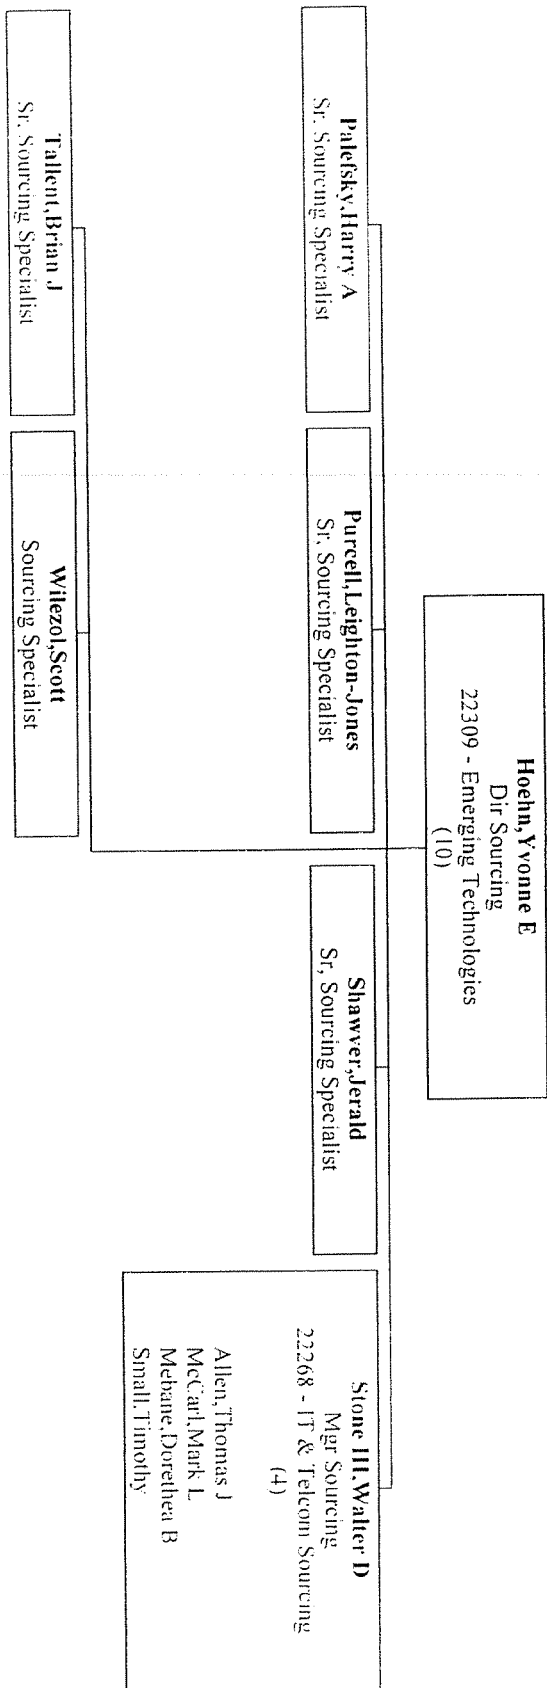 Hoehn,Yvonne E
Dir Sourcing
22309 - Emerging Technologies
(10)
Palefsky,Harry A
Sr. Sourcing Specialist
Purcell,Leighton-Jones
Sr. Sourcing Specialist
Shawver,Jerald
Sr, Sourcing Specialist
Stone III,Walter D
Mgr Sourcing
22268 - IT & Telcom Sourcing
(4)
Allen,Thomas J
McCarl,Mark L
Mebane,Dorethea B
Small,Timothy
Tallent,Brian J
Sr. Sourcing Specialist
Wilezol,Scott
Sourcing Specialist